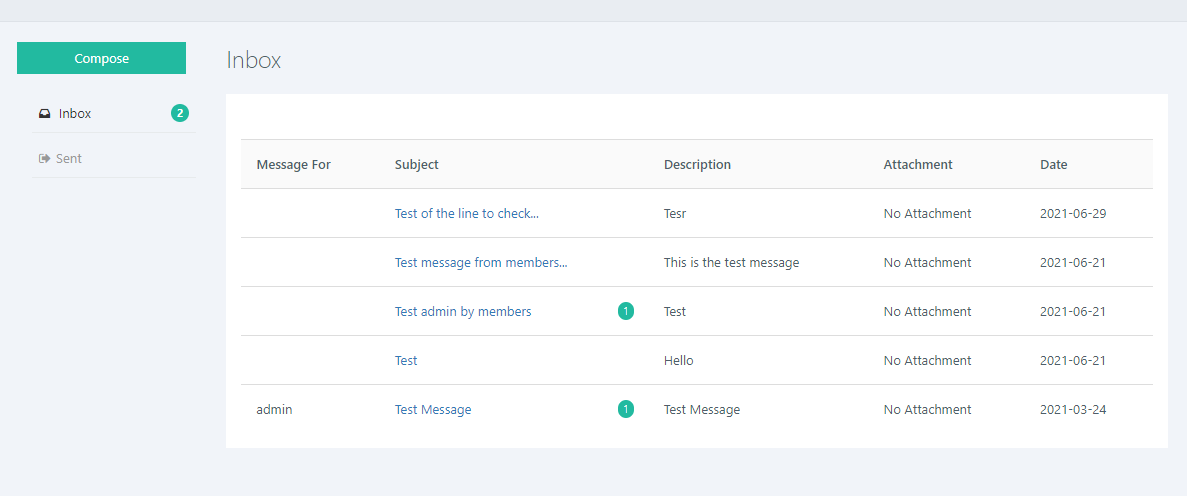 Compose
Inbox 2
Sent
Inbox
Message For Subject Description Attachment Date
Test of the line to check... Tesr No Attachment 2021-06-29
Test message from members... This is the test message No Attachment 2021-06-21
Test admin by members 1 Test No Attachment 2021-06-21
Test Hello No Attachment 2021-06-21
admin Test Message 1 Test Message No Attachment 2021-03-24